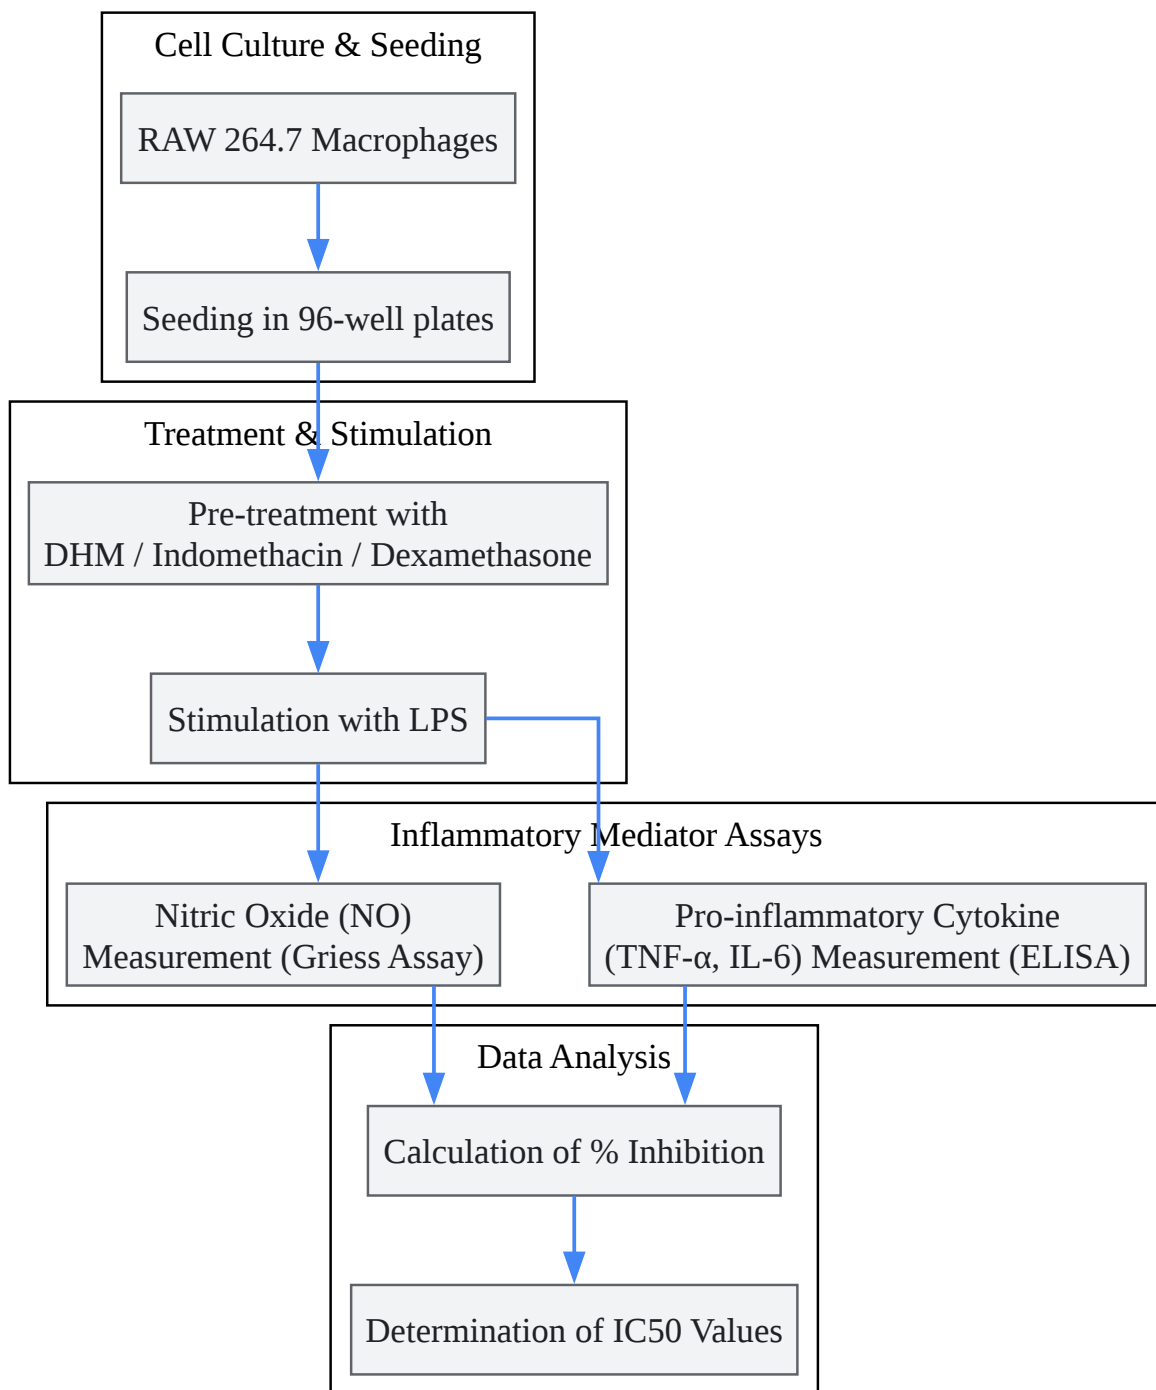 Cell Culture & Seeding
RAW 264.7 Macrophages
Seeding in 96-well plates
Treatment & Stimulation
Pre-treatment with
DHM / Indomethacin / Dexamethasone
Stimulation with LPS
Inflammatory Mediator Assays
Nitric Oxide (NO)
Measurement (Griess Assay)
Pro-inflammatory Cytokine
(TNF-α, IL-6) Measurement (ELISA)
Data Analysis
Calculation of % Inhibition
Determination of IC50 Values